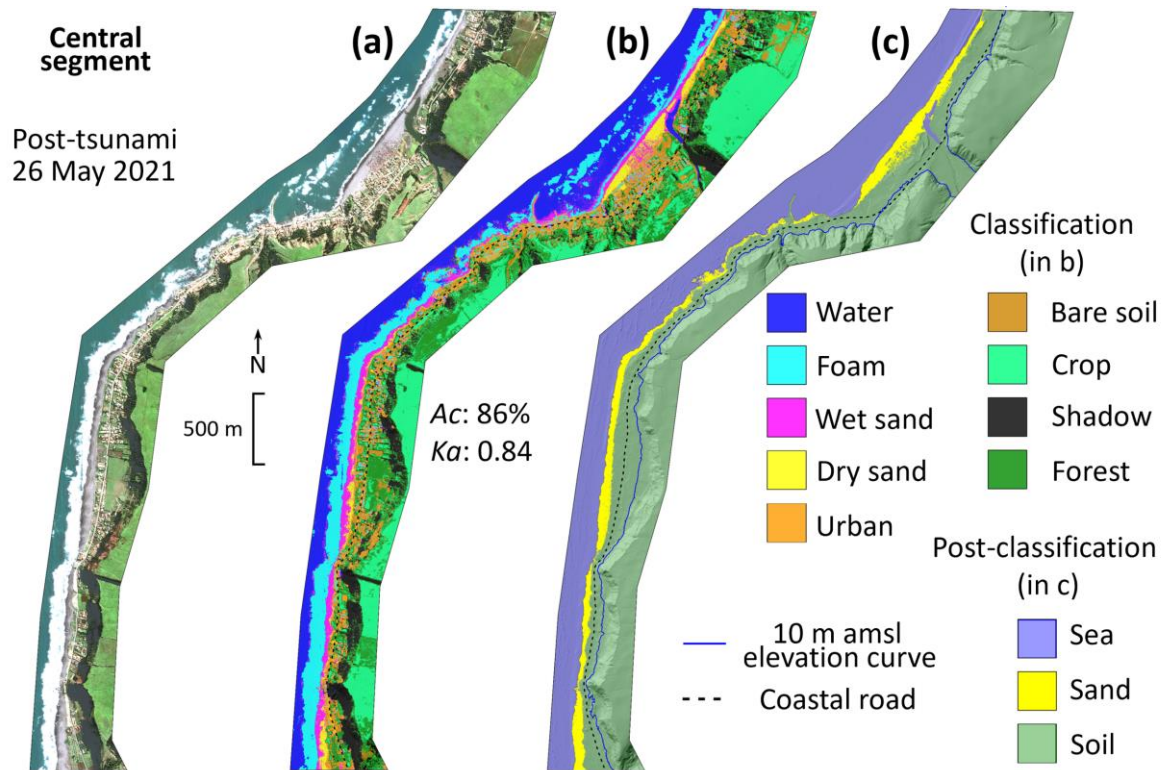 Central
segment
Post-tsunami
26 May 2021
(a)
(b)
(c)
N
500 m
Ac: 86%
Ka: 0.84
Classification
(in b)
Water
Foam
Wet sand
Dry sand
Urban
Bare soil
Crop
Shadow
Forest
Post-classification
(in c)
Sea
Sand
Soil
10 m amsl
elevation curve
Coastal road